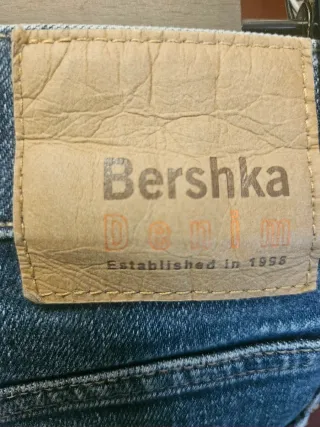 Bershka
Denim
Established in 1998